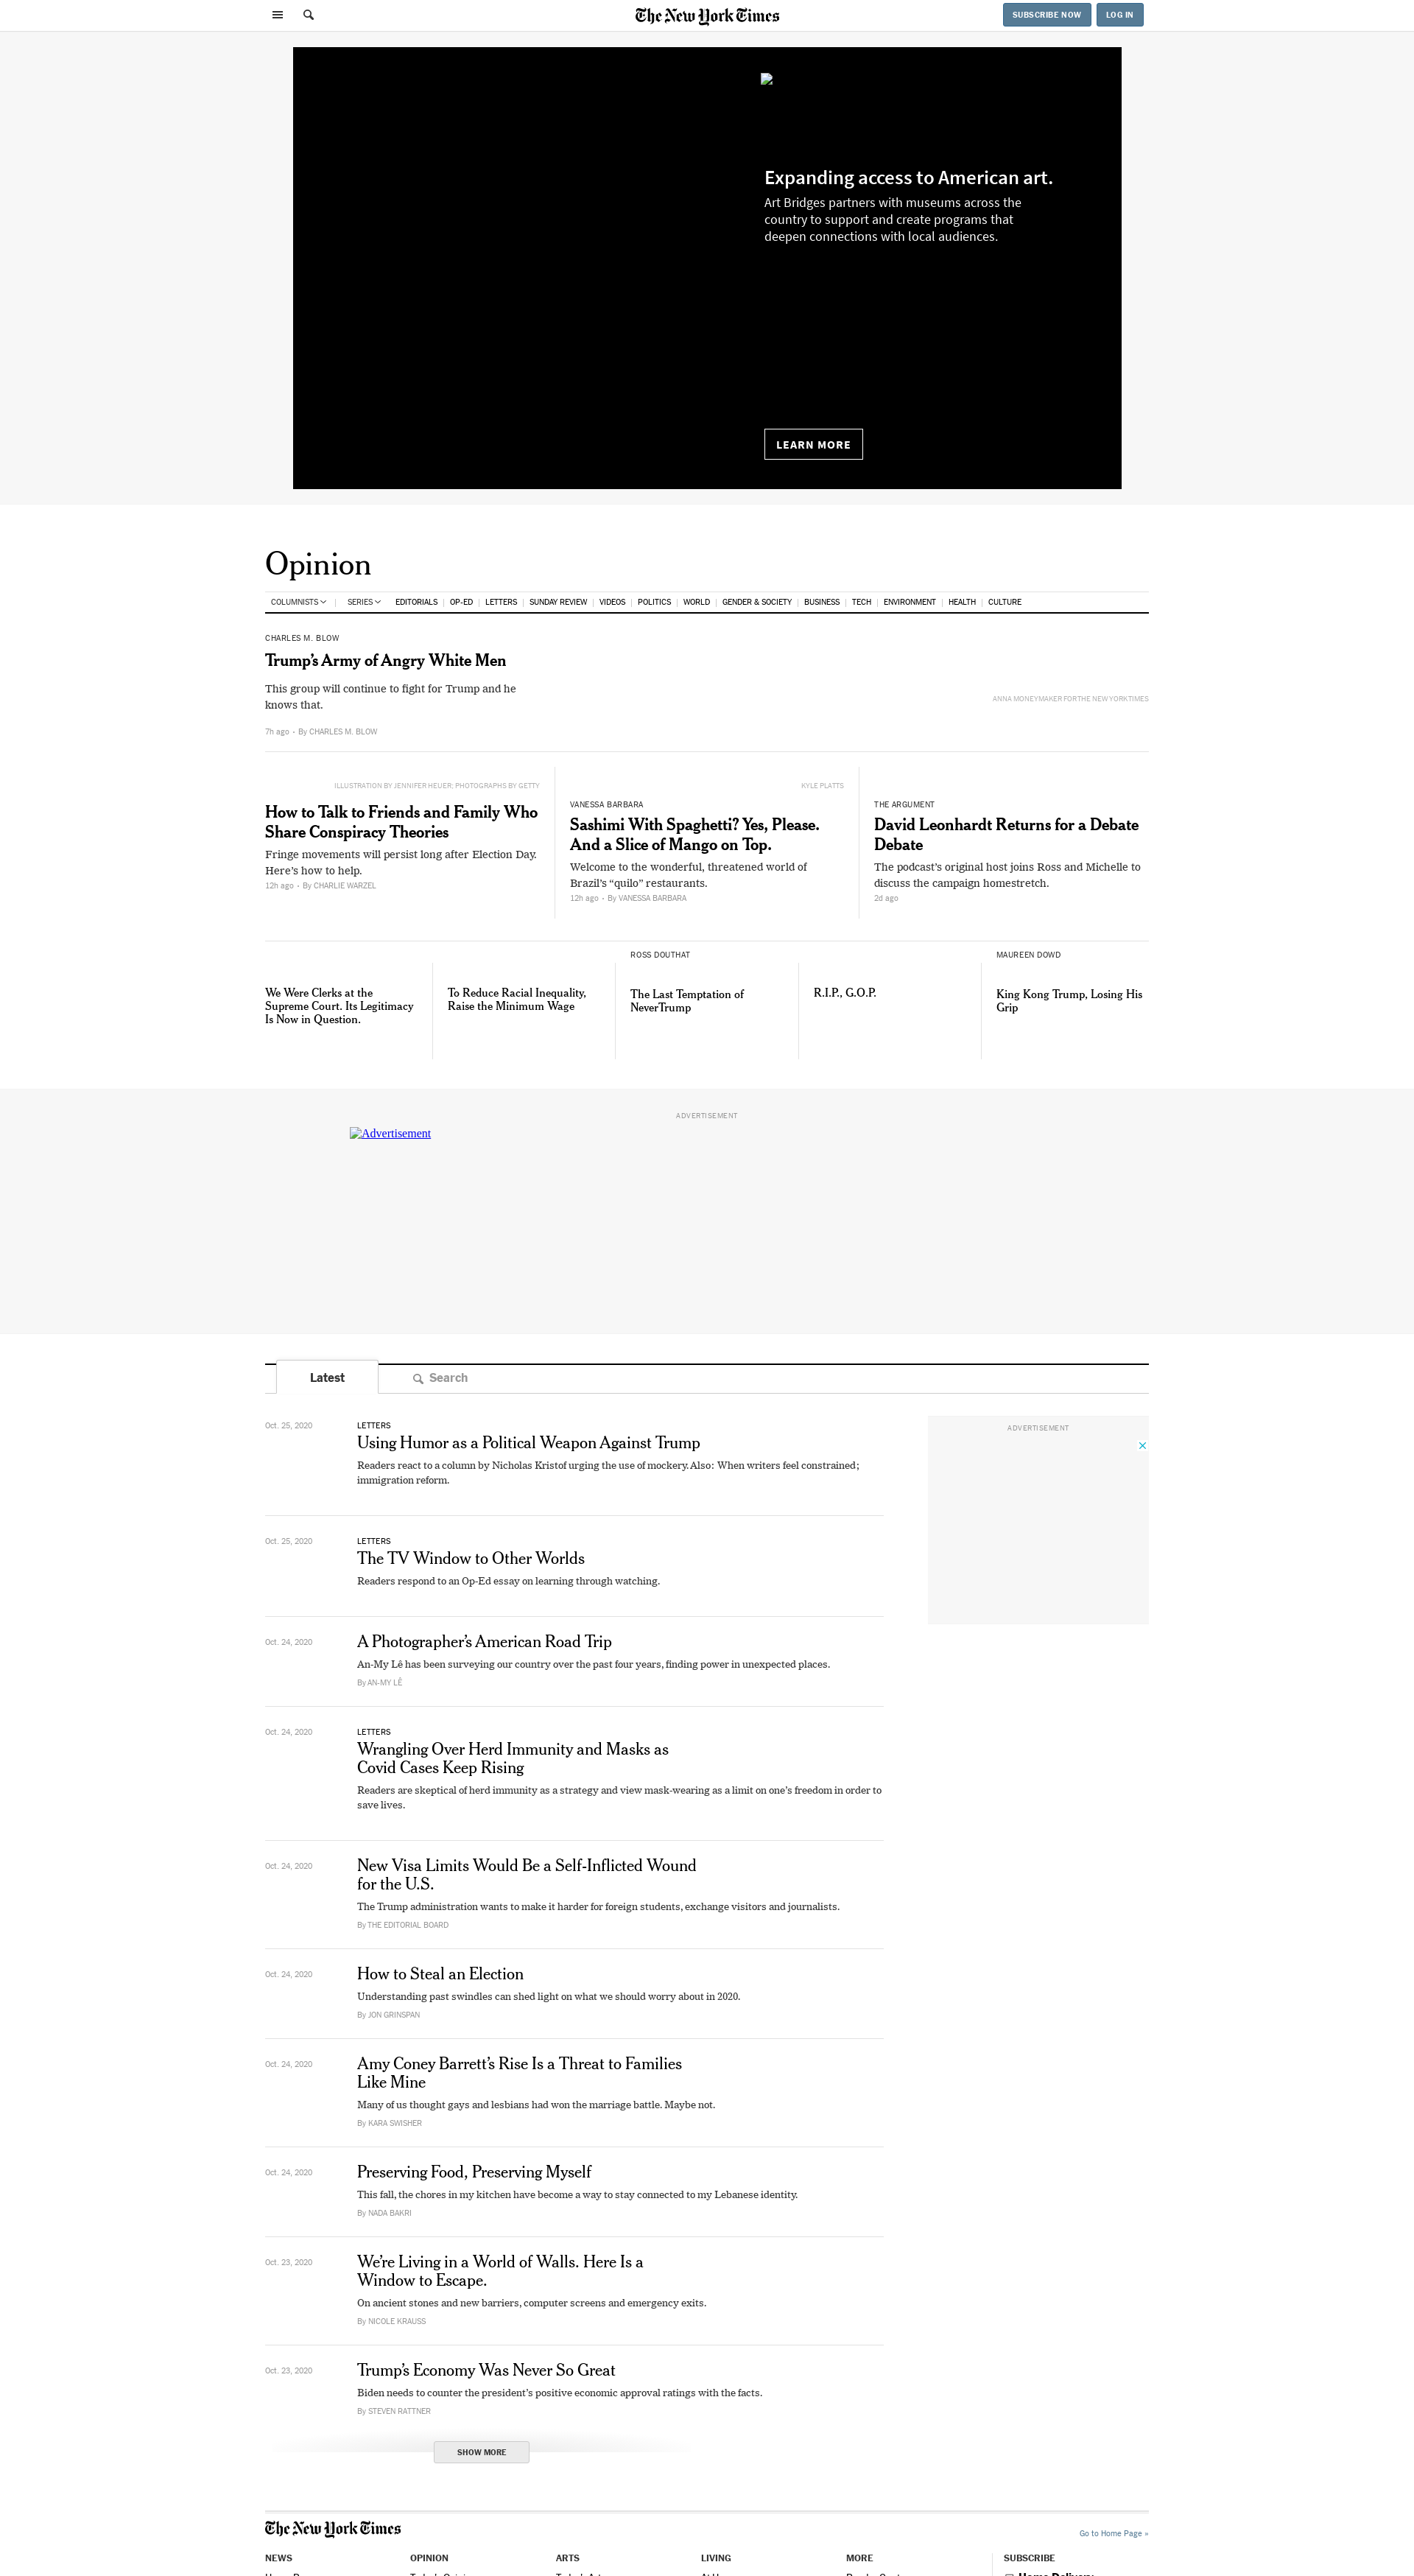 The New York Times
SUBSCRIBE NOW
LOG IN
Expanding access to American art.
Art Bridges partners with museums across the
country to support and create programs that
deepen connections with local audiences.
LEARN MORE
Opinion
COLUMNISTS | SERIES EDITORIALS | OP-ED | LETTERS | SUNDAY REVIEW | VIDEOS | POLITICS | WORLD | GENDER & SOCIETY | BUSINESS | TECH | ENVIRONMENT | HEALTH | CULTURE
CHARLES M. BLOW
Trump’s Army of Angry White Men
This group will continue to fight for Trump and he
knows that.
7h ago • By CHARLES M. BLOW
ANNA MONEYMAKER FOR THE NEW YORK TIMES
ILLUSTRATION BY JENNIFER HEUER; PHOTOGRAPHS BY GETTY
How to Talk to Friends and Family Who
Share Conspiracy Theories
Fringe movements will persist long after Election Day.
Here’s how to help.
12h ago • By CHARLIE WARZEL
KYLE PLATTS
VANESSA BARBARA
Sashimi With Spaghetti? Yes, Please.
And a Slice of Mango on Top.
Welcome to the wonderful, threatened world of
Brazil’s “quilo” restaurants.
12h ago • By VANESSA BARBARA
THE ARGUMENT
David Leonhardt Returns for a Debate
Debate
The podcast’s original host joins Ross and Michelle to
discuss the campaign homestretch.
2d ago
We Were Clerks at the
Supreme Court. Its Legitimacy
Is Now in Question.
To Reduce Racial Inequality,
Raise the Minimum Wage
ROSS DOUTHAT
The Last Temptation of
NeverTrump
R.I.P., G.O.P.
MAUREEN DOWD
King Kong Trump, Losing His
Grip
ADVERTISEMENT
Advertisement
Latest
Search
ADVERTISEMENT
Oct. 25, 2020
LETTERS
Using Humor as a Political Weapon Against Trump
Readers react to a column by Nicholas Kristof urging the use of mockery. Also: When writers feel constrained;
immigration reform.
Oct. 25, 2020
LETTERS
The TV Window to Other Worlds
Readers respond to an Op-Ed essay on learning through watching.
Oct. 24, 2020
A Photographer’s American Road Trip
An-My Lê has been surveying our country over the past four years, finding power in unexpected places.
By AN-MY LÊ
Oct. 24, 2020
LETTERS
Wrangling Over Herd Immunity and Masks as
Covid Cases Keep Rising
Readers are skeptical of herd immunity as a strategy and view mask-wearing as a limit on one’s freedom in order to
save lives.
Oct. 24, 2020
New Visa Limits Would Be a Self-Inflicted Wound
for the U.S.
The Trump administration wants to make it harder for foreign students, exchange visitors and journalists.
By THE EDITORIAL BOARD
Oct. 24, 2020
How to Steal an Election
Understanding past swindles can shed light on what we should worry about in 2020.
By JON GRINSPAN
Oct. 24, 2020
Amy Coney Barrett’s Rise Is a Threat to Families
Like Mine
Many of us thought gays and lesbians had won the marriage battle. Maybe not.
By KARA SWISHER
Oct. 24, 2020
Preserving Food, Preserving Myself
This fall, the chores in my kitchen have become a way to stay connected to my Lebanese identity.
By NADA BAKRI
Oct. 23, 2020
We’re Living in a World of Walls. Here Is a
Window to Escape.
On ancient stones and new barriers, computer screens and emergency exits.
By NICOLE KRAUSS
Oct. 23, 2020
Trump’s Economy Was Never So Great
Biden needs to counter the president’s positive economic approval ratings with the facts.
By STEVEN RATTNER
SHOW MORE
The New York Times
Go to Home Page »
NEWS
OPINION
ARTS
MORE
LIVING
SUBSCRIBE